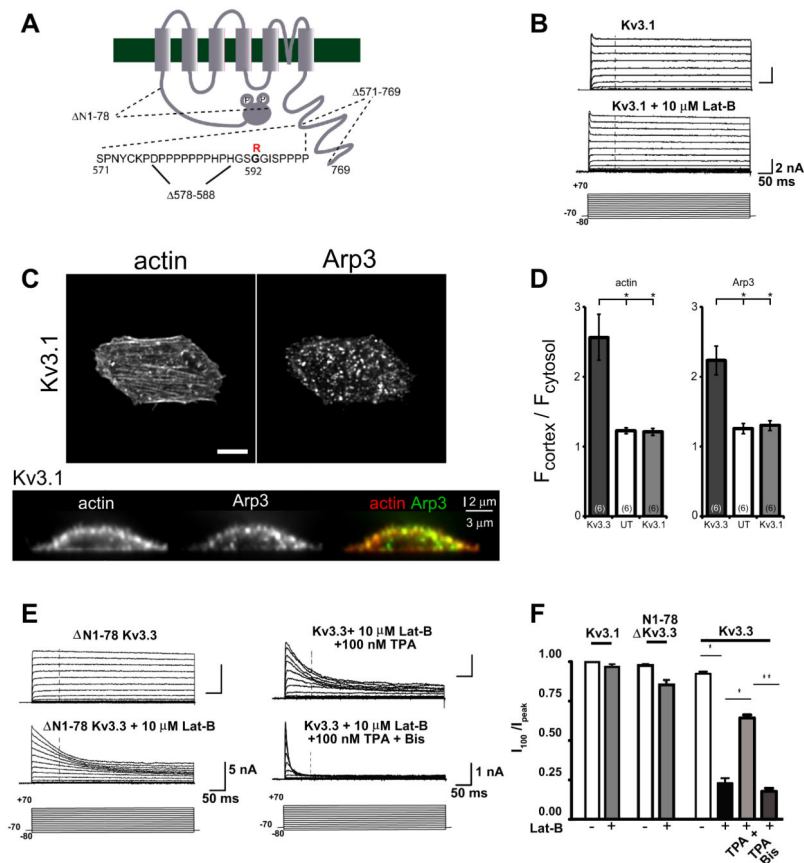 A
P P
ΔN1-78
Δ571-769
R
SPNYCKPDPPPPPPPHPHGSGGISPPPP
571
592
769
Δ578-588
B
Kv3.1
Kv3.1 + 10 μM Lat-B
2 nA
50 ms
+70
-70
-80
C
actin Arp3
Kv3.1
Kv3.1
actin Arp3 actin Arp3
2 μm
3 μm
D
actin Arp3
* * * *
F cortex / F cytosol
3 3
2 2
1 1
0 0
(6) (6) (6) (6) (6) (6)
Kv3.3 UT Kv3.1 Kv3.3 UT Kv3.1
E
ΔN1-78 Kv3.3
Kv3.3+ 10 μM Lat-B
+100 nM TPA
ΔN1-78 Kv3.3 + 10 μM Lat-B
Kv3.3 + 10 μM Lat-B
+100 nM TPA + Bis
5 nA
50 ms
1 nA
50 ms
+70
-70
-80
+70
-70
-80
F
Kv3.1
N1-78
ΔKv3.3
Kv3.3
* * **
I100/Ipeak
1.00
0.75
0.50
0.25
0.00
Lat-B - + - + - + + +
TPA
TPA + Bis